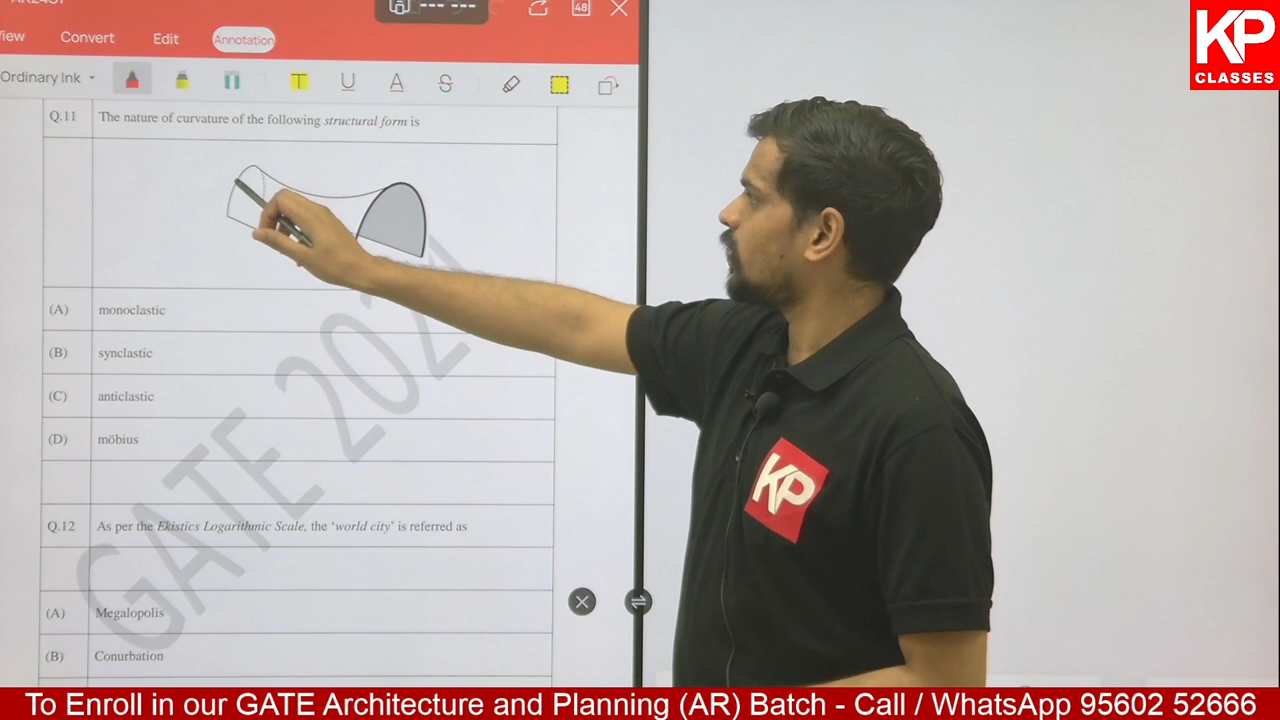 View Convert Edit Annotation
48
Ordinary Ink
T U A S
Q.11 The nature of curvature of the following structural form is
(A) monoclastic
(B) synclastic
(C) anticlastic
(D) möbius
Q.12 As per the Ekistics Logarithmic Scale, the ‘world city’ is referred as
(A) Megalopolis
(B) Conurbation
KP
CLASSES
KP
To Enroll in our GATE Architecture and Planning (AR) Batch - Call / WhatsApp 95602 52666